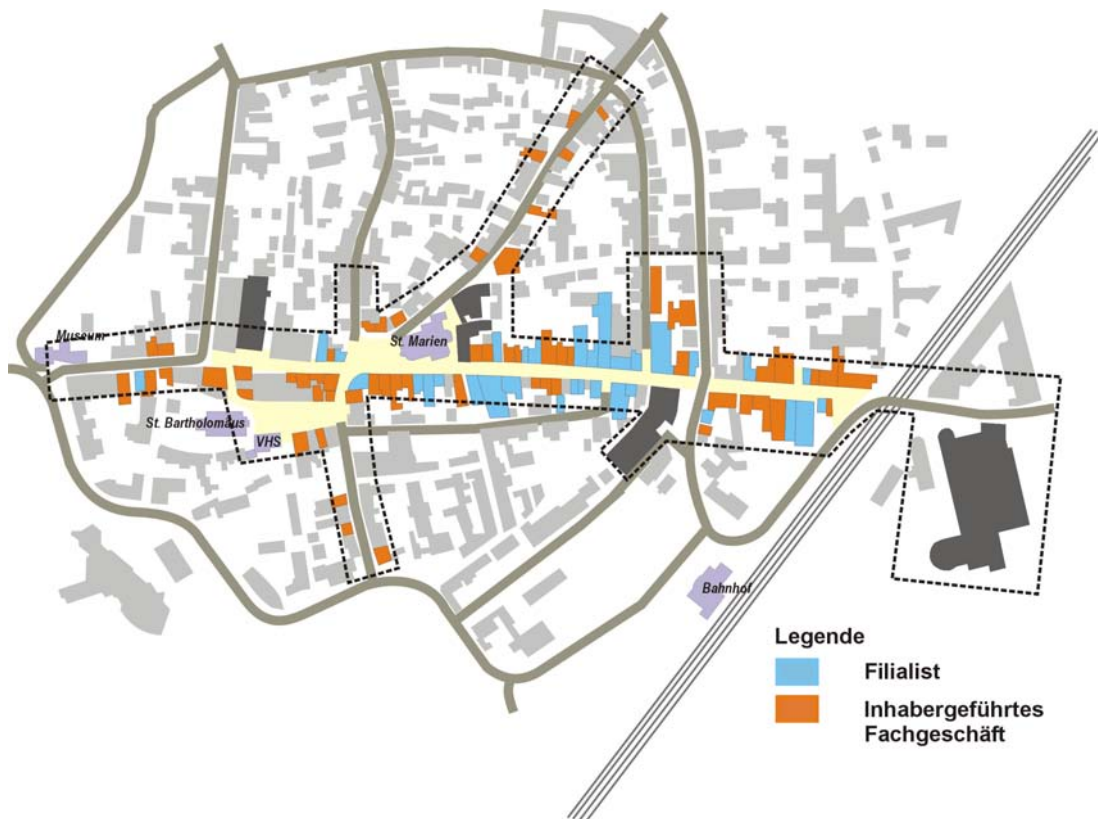 Museum
St. Marien
St. Bartholomäus
VHS
Bahnhof
Legende
Filialist
Inhabergeführtes
Fachgeschäft